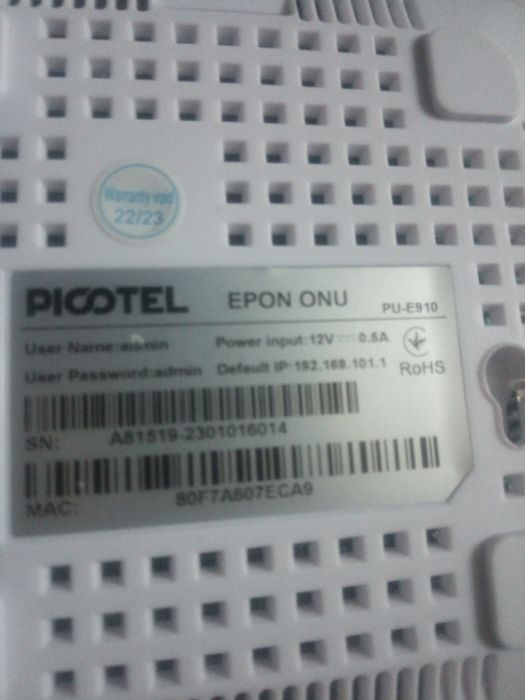 Warranty void
22/23
PICOTEL EPON ONU PU-E910
User Name:admin Power input:12V⎓0.5A
User Password:admin Default IP:192.168.101.1 RoHS
SN: A81519-2301016014
MAC: 80F7A607ECA9